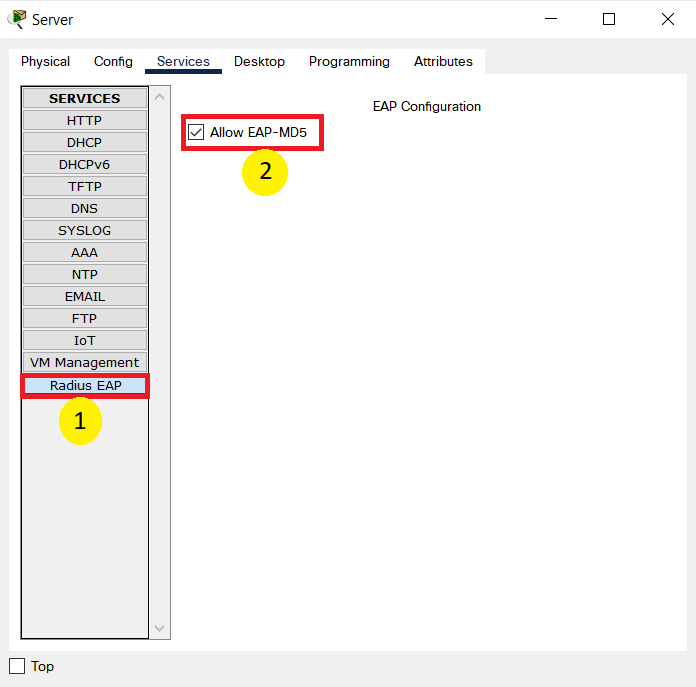 Server
Physical Config Services Desktop Programming Attributes
SERVICES
HTTP
DHCP
DHCPv6
TFTP
DNS
SYSLOG
AAA
NTP
EMAIL
FTP
IoT
VM Management
Radius EAP
1
EAP Configuration
Allow EAP-MD5
2
Top